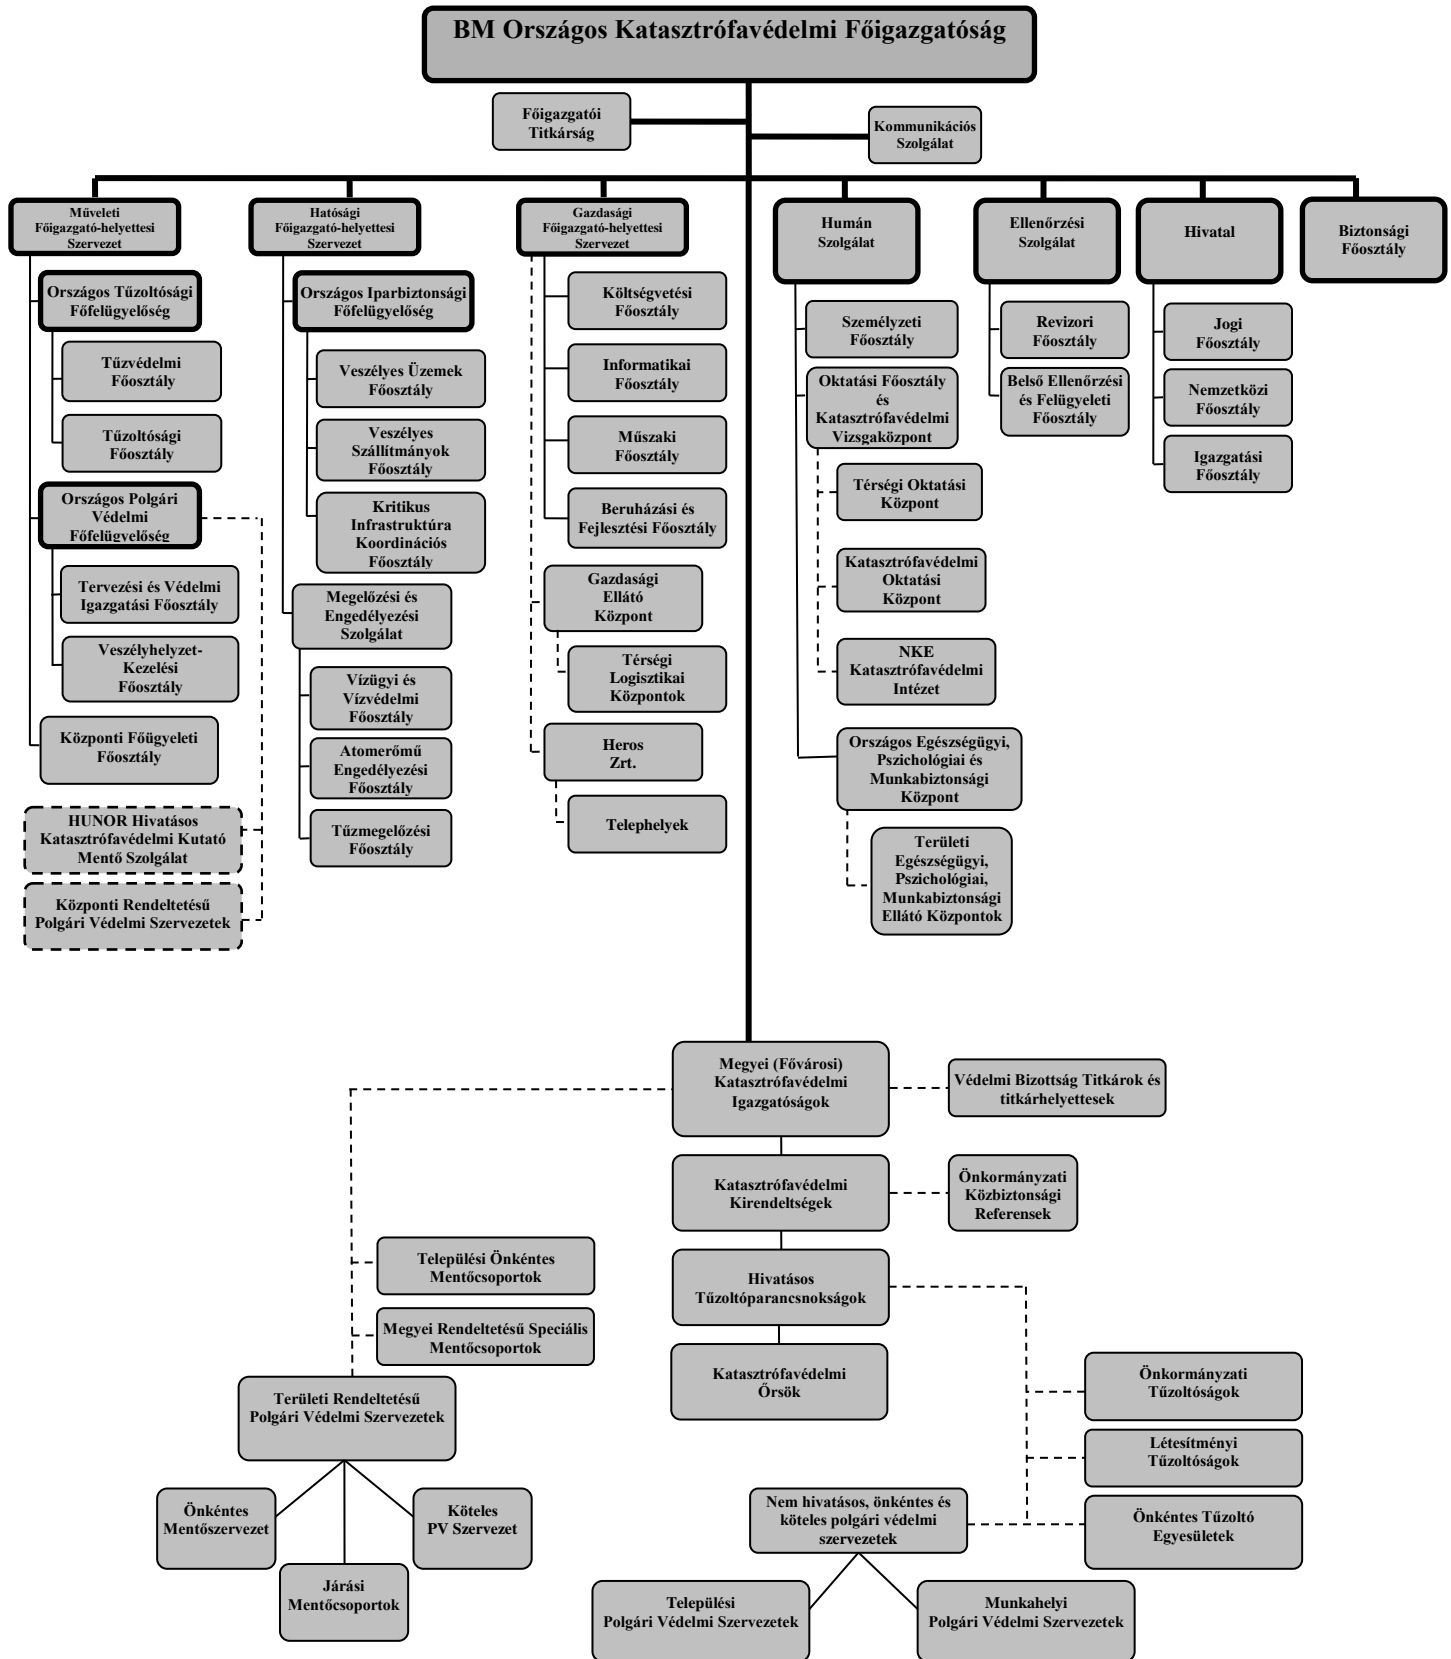 BM Országos Katasztrófavédelmi Főigazgatóság
Főigazgatói
Titkárság
Kommunikációs
Szolgálat
Műveleti
Főigazgató-helyettesi
Szervezet
Hatósági
Főigazgató-helyettesi
Szervezet
Gazdasági
Főigazgató-helyettesi
Szervezet
Humán
Szolgálat
Ellenőrzési
Szolgálat
Hivatal
Biztonsági
Főosztály
Országos Tűzoltósági
Főfelügyelőség
Tűzvédelmi
Főosztály
Tűzoltósági
Főosztály
Országos Polgári
Védelmi
Főfelügyelőség
Tervezési és Védelmi
Igazgatási Főosztály
Veszélyhelyzet-
Kezelési
Főosztály
Központi Főügyeleti
Főosztály
HUNOR Hivatásos
Katasztrófavédelmi Kutató
Mentő Szolgálat
Központi Rendeltetésű
Polgári Védelmi Szervezetek
Országos Iparbiztonsági
Főfelügyelőség
Veszélyes Üzemek
Főosztály
Veszélyes
Szállítmányok
Főosztály
Kritikus
Infrastruktúra
Koordinációs
Főosztály
Megelőzési és
Engedélyezési
Szolgálat
Vízügyi és
Vízvédelmi
Főosztály
Atomerőmű
Engedélyezési
Főosztály
Tűzmegelőzési
Főosztály
Költségvetési
Főosztály
Informatikai
Főosztály
Műszaki
Főosztály
Beruházási és
Fejlesztési Főosztály
Gazdasági
Ellátó
Központ
Térségi
Logisztikai
Központok
Heros
Zrt.
Telephelyek
Személyzeti
Főosztály
Oktatási Főosztály
és
Katasztrófavédelmi
Vizsgaközpont
Térségi Oktatási
Központ
Katasztrófavédelmi
Oktatási
Központ
NKE
Katasztrófavédelmi
Intézet
Országos Egészségügyi,
Pszichológiai és
Munkabiztonsági
Központ
Területi
Egészségügyi,
Pszichológiai,
Munkabiztonsági
Ellátó Központok
Revizori
Főosztály
Belső Ellenőrzési
és Felügyeleti
Főosztály
Jogi
Főosztály
Nemzetközi
Főosztály
Igazgatási
Főosztály
Megyei (Fővárosi)
Katasztrófavédelmi
Igazgatóságok
Védelmi Bizottság Titkárok és
titkárhelyettesek
Katasztrófavédelmi
Kirendeltségek
Önkormányzati
Közbiztonsági
Referensek
Települési Önkéntes
Mentőcsoportok
Hivatásos
Tűzoltóparancsnokságok
Megyei Rendeltetésű Speciális
Mentőcsoportok
Katasztrófavédelmi
Őrsök
Területi Rendeltetésű
Polgári Védelmi Szervezetek
Önkormányzati
Tűzoltóságok
Létesítményi
Tűzoltóságok
Önkéntes
Mentőszervezet
Köteles
PV Szervezet
Járási
Mentőcsoportok
Nem hivatásos, önkéntes és
köteles polgári védelmi
szervezetek
Önkéntes Tűzoltó
Egyesületek
Települési
Polgári Védelmi Szervezetek
Munkahelyi
Polgári Védelmi Szervezetek